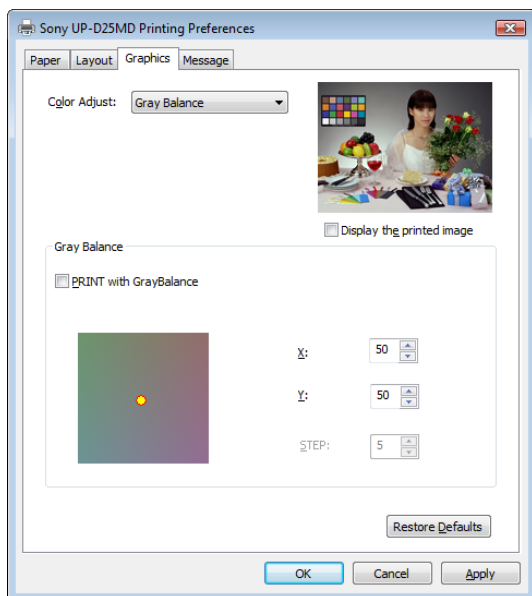 Sony UP-D25MD Printing Preferences
Paper Layout Graphics Message
Color Adjust: Gray Balance
Display the printed image
Gray Balance
PRINT with GrayBalance
X: 50
Y: 50
STEP: 5
Restore Defaults
OK Cancel Apply